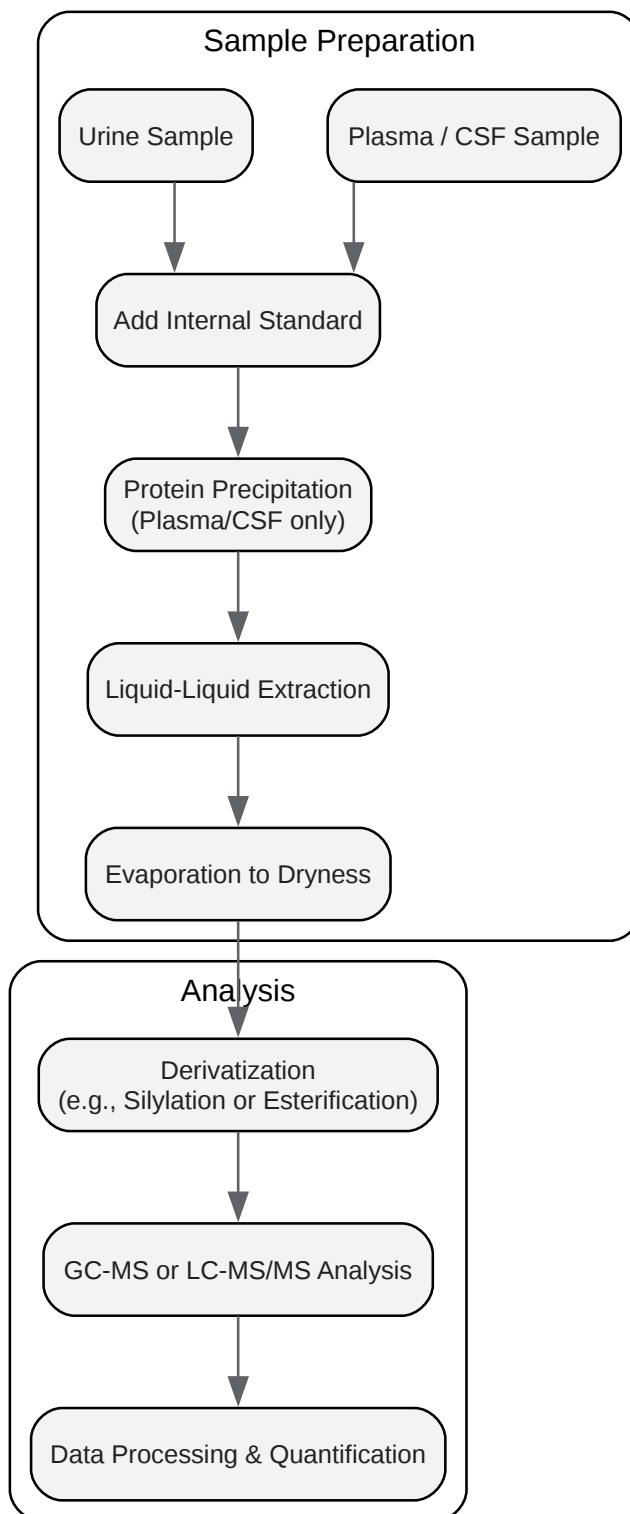 Sample Preparation
Urine Sample
Plasma / CSF Sample
Add Internal Standard
Protein Precipitation
(Plasma/CSF only)
Liquid-Liquid Extraction
Evaporation to Dryness
Analysis
Derivatization
(e.g., Silylation or Esterification)
GC-MS or LC-MS/MS Analysis
Data Processing & Quantification